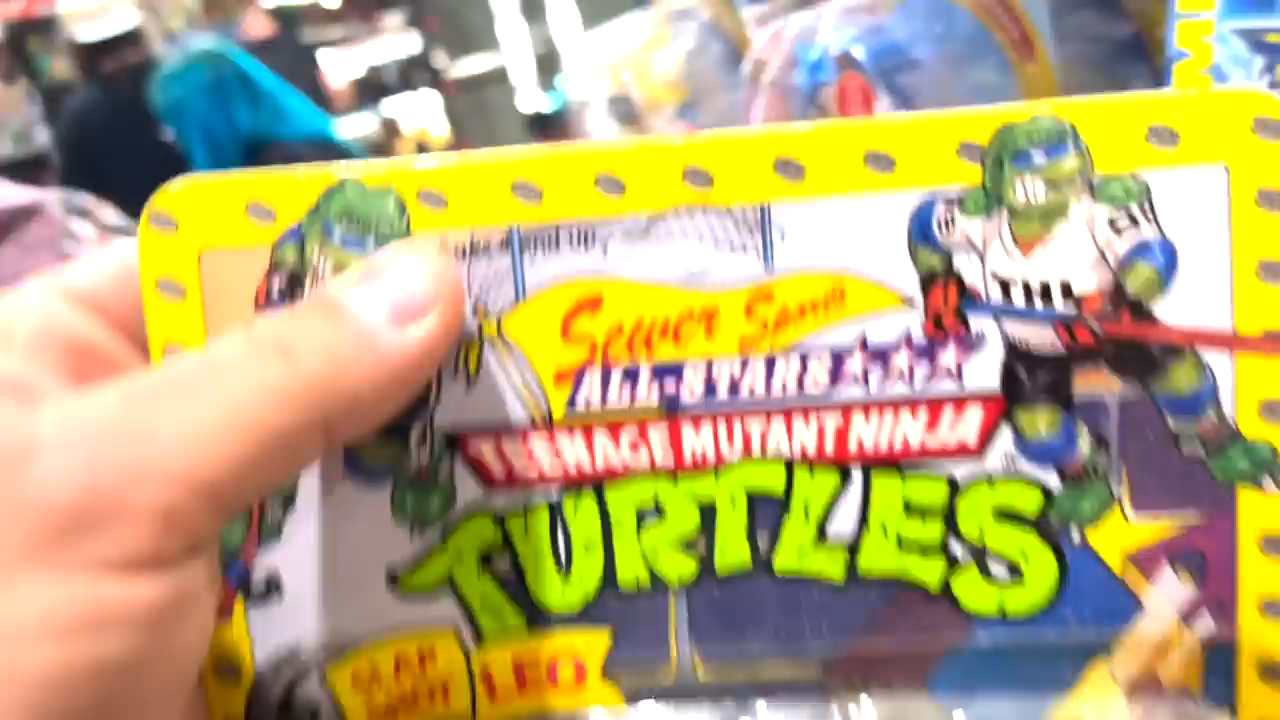 Sewer Sports
ALL-STARS
TEENAGE MUTANT NINJA
TURTLES
LEO